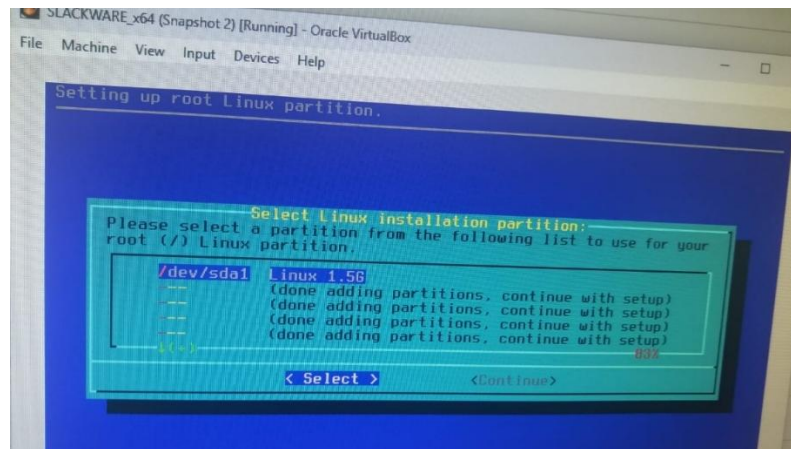 SLACKWARE_x64 (Snapshot 2) [Running] - Oracle VirtualBox
File Machine View Input Devices Help
Setting up root Linux partition.
Select Linux installation partition:
Please select a partition from the following list to use for your
root (/) Linux partition.
/dev/sda1 Linux 1.5G
--- (done adding partitions, continue with setup)
--- (done adding partitions, continue with setup)
--- (done adding partitions, continue with setup)
--- (done adding partitions, continue with setup)
↓(+) 83%
< Select > <Continue>